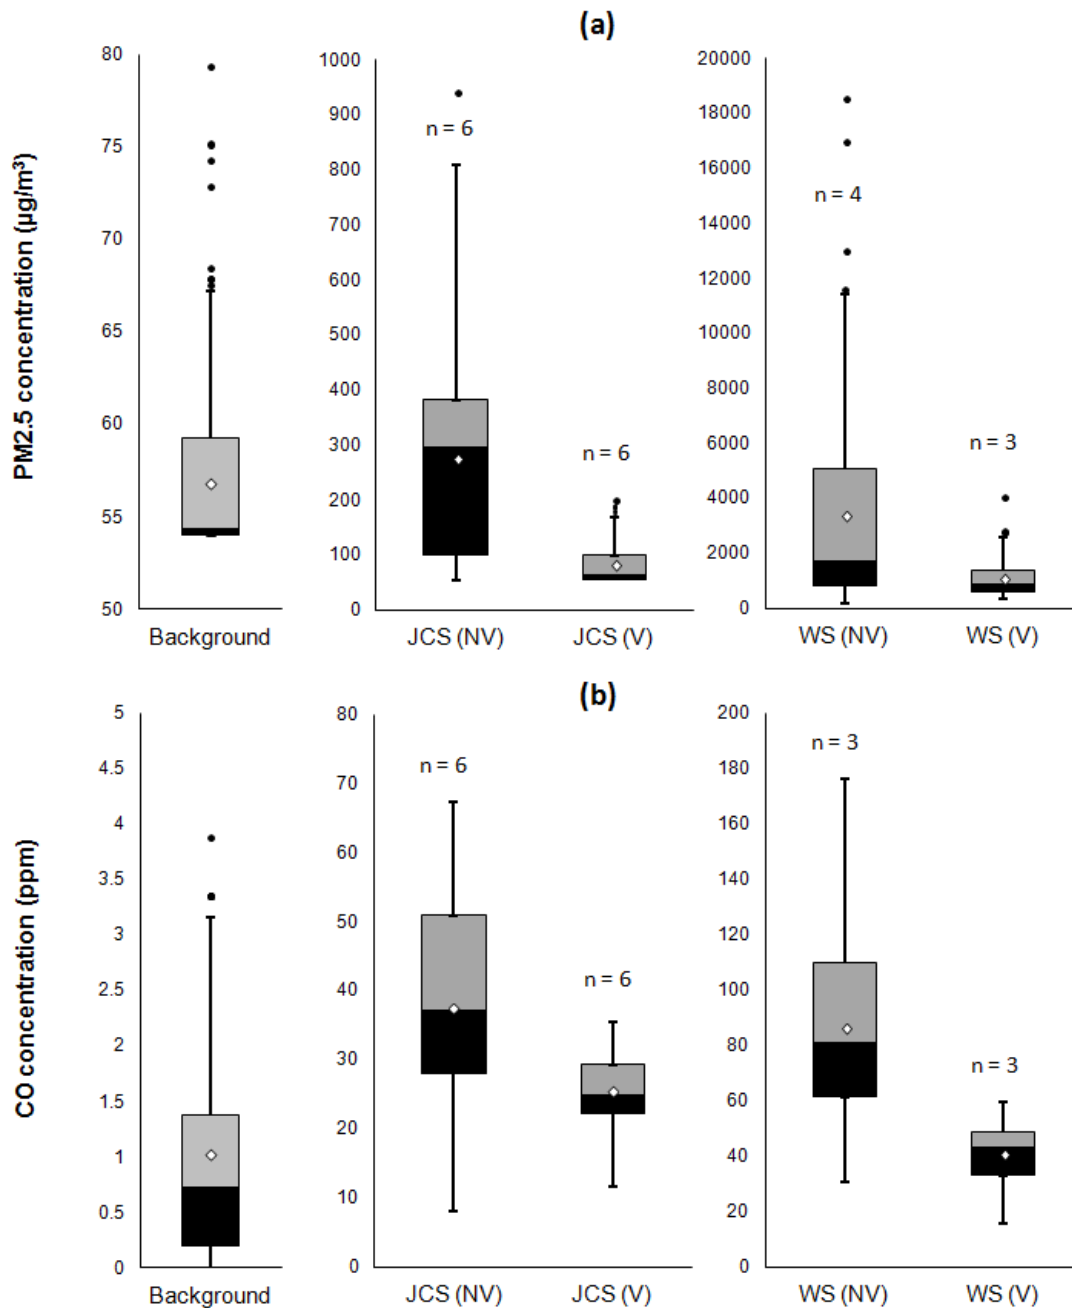 (a)
PM2.5 concentration (µg/m³)
80
75
70
65
60
55
50
Background
1000
900
800
700
600
500
400
300
200
100
0
n = 6
n = 6
JCS (NV)
JCS (V)
20000
18000
16000
14000
12000
10000
8000
6000
4000
2000
0
n = 4
n = 3
WS (NV)
WS (V)
(b)
CO concentration (ppm)
5
4.5
4
3.5
3
2.5
2
1.5
1
0.5
0
Background
80
70
60
50
40
30
20
10
0
n = 6
n = 6
JCS (NV)
JCS (V)
200
180
160
140
120
100
80
60
40
20
0
n = 3
n = 3
WS (NV)
WS (V)